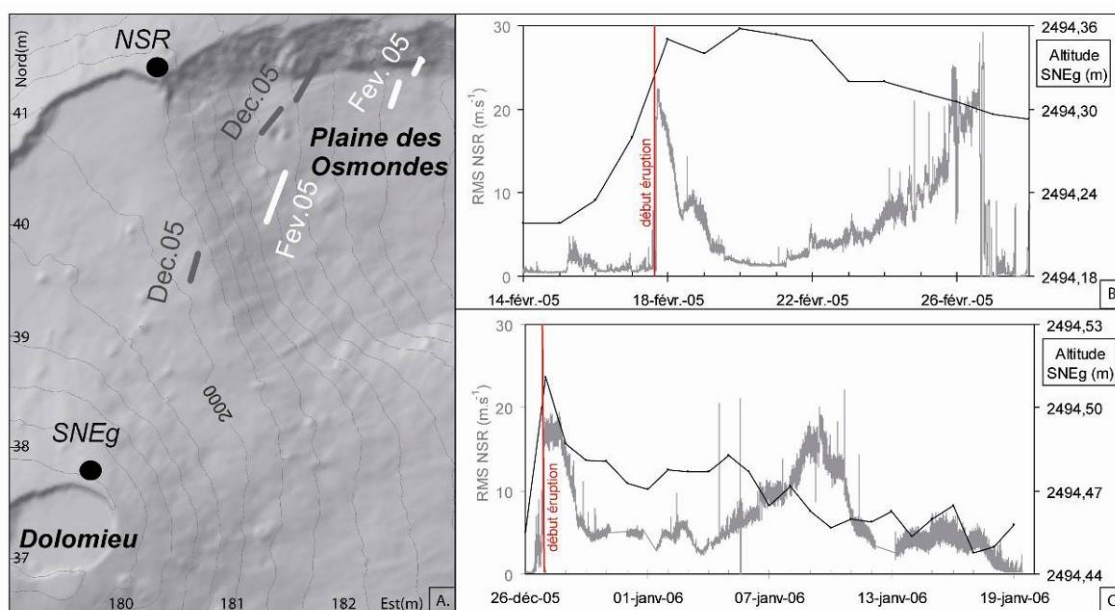 Nord(m)
NSR
41
Dec.05
Fev. 05
Plaine des
Osmondes
40
Fev.05
Dec.05
39
2000
SNEg
38
Dolomieu
37
180
181
182
Est(m)
A.
30
20
10
0
RMS NSR (m.s⁻¹)
début éruption
2494,36
Altitude
SNEg (m)
2494,30
2494,24
2494,18
14-févr.-05
18-févr.-05
22-févr.-05
26-févr.-05
B
30
20
10
0
RMS NSR (m.s⁻¹)
début éruption
2494,53
Altitude
SNEg (m)
2494,50
2494,47
2494,44
26-déc-05
01-janv-06
07-janv-06
13-janv-06
19-janv-06
C